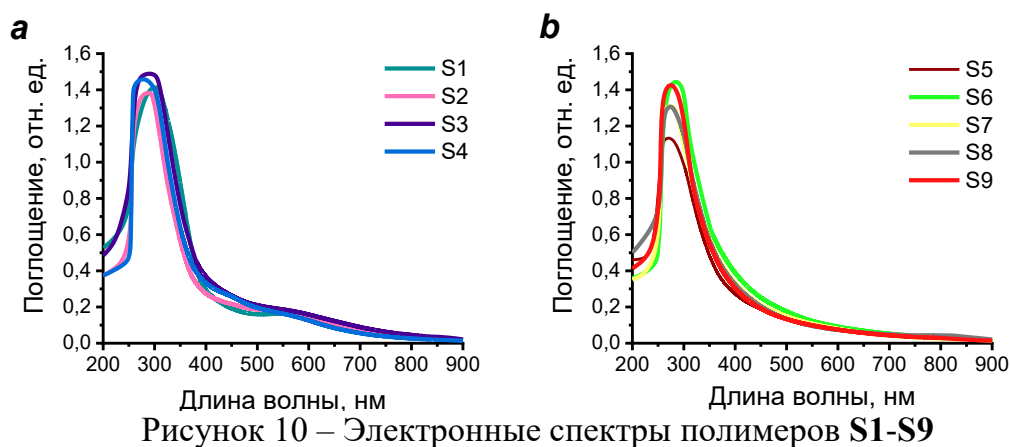 a
b
1,6
1,4
1,2
1,0
0,8
0,6
0,4
0,2
0,0
Поглощение, отн. ед.
S1
S2
S3
S4
200 300 400 500 600 700 800 900
Длина волны, нм
1,6
1,4
1,2
1,0
0,8
0,6
0,4
0,2
0,0
Поглощение, отн. ед.
S5
S6
S7
S8
S9
200 300 400 500 600 700 800 900
Длина волны, нм
Рисунок 10 – Электронные спектры полимеров S1-S9